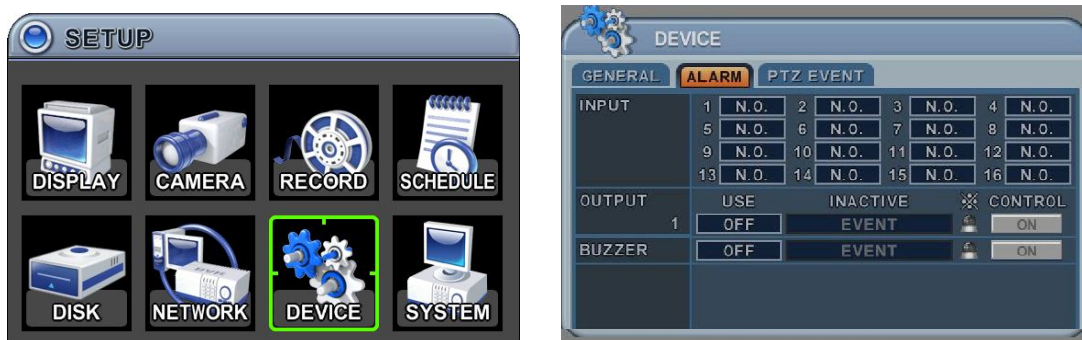 SETUP
DISPLAY CAMERA RECORD SCHEDULE
DISK NETWORK DEVICE SYSTEM
DEVICE
GENERAL ALARM PTZ EVENT
INPUT 1 N.O. 2 N.O. 3 N.O. 4 N.O.
5 N.O. 6 N.O. 7 N.O. 8 N.O.
9 N.O. 10 N.O. 11 N.O. 12 N.O.
13 N.O. 14 N.O. 15 N.O. 16 N.O.
OUTPUT USE INACTIVE ※ CONTROL
1 OFF EVENT ON
BUZZER OFF EVENT ON